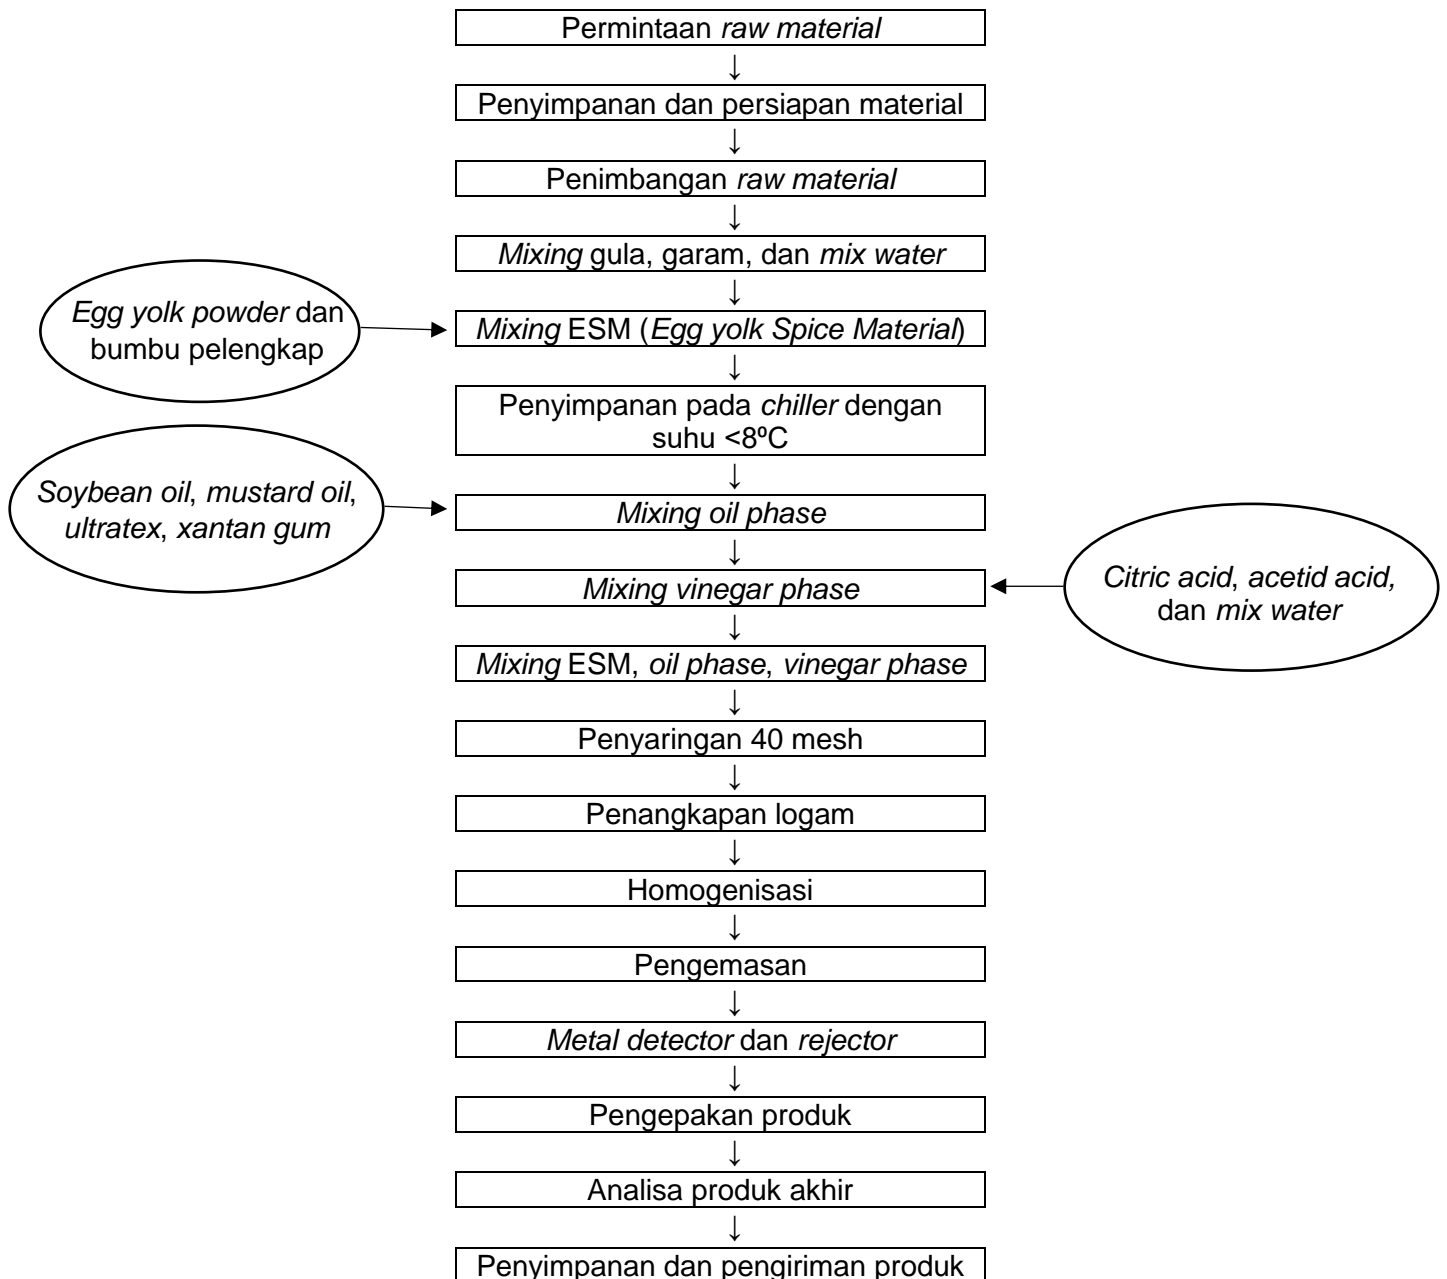 Permintaan raw material
↓
Penyimpanan dan persiapan material
↓
Penimbangan raw material
↓
Mixing gula, garam, dan mix water
↓
Egg yolk powder dan
bumbu pelengkap
Mixing ESM (Egg yolk Spice Material)
↓
Penyimpanan pada chiller dengan
suhu <8ºC
↓
Soybean oil, mustard oil,
ultratex, xantan gum
Mixing oil phase
↓
Mixing vinegar phase
Citric acid, acetid acid,
dan mix water
↓
Mixing ESM, oil phase, vinegar phase
↓
Penyaringan 40 mesh
↓
Penangkapan logam
↓
Homogenisasi
↓
Pengemasan
↓
Metal detector dan rejector
↓
Pengepakan produk
↓
Analisa produk akhir
↓
Penyimpanan dan pengiriman produk